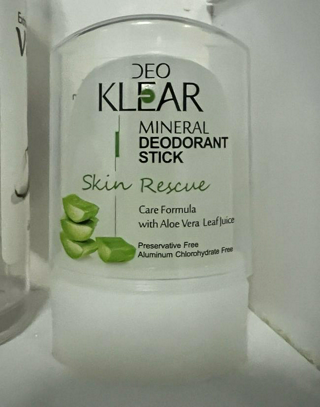 DEO
KLEAR
MINERAL
DEODORANT
STICK
Skin Rescue
Care Formula
with Aloe Vera Leaf Juice
Preservative Free
Aluminum Chlorohydrate Free